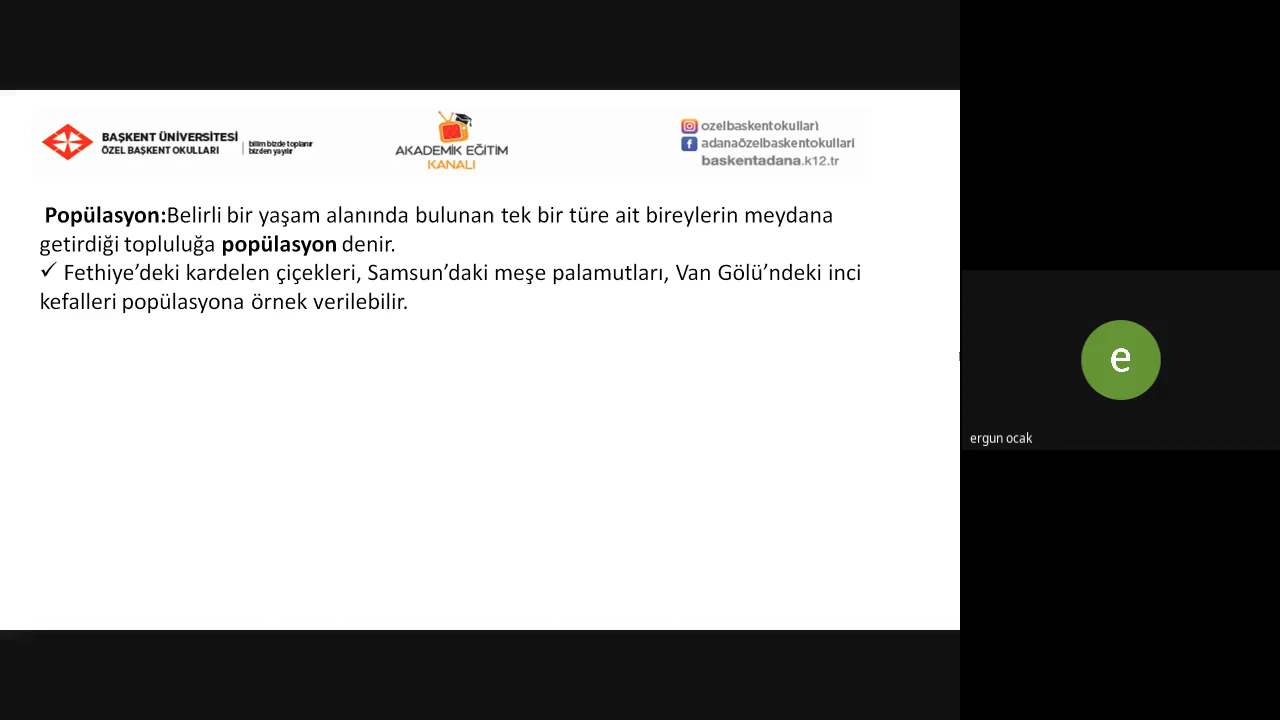 BAŞKENT ÜNİVERSİTESİ
ÖZEL BAŞKENT OKULLARI
bilim bizde toplanır
bizden yayılır
AKADEMİK EĞİTİM
KANALI
ozelbaskentokullari
adanaözelbaskentokullari
baskentadana.k12.tr
Popülasyon:Belirli bir yaşam alanında bulunan tek bir türe ait bireylerin meydana
getirdiği topluluğa popülasyon denir.
✓ Fethiye’deki kardelen çiçekleri, Samsun’daki meşe palamutları, Van Gölü’ndeki inci
kefalleri popülasyona örnek verilebilir.
e
ergun ocak